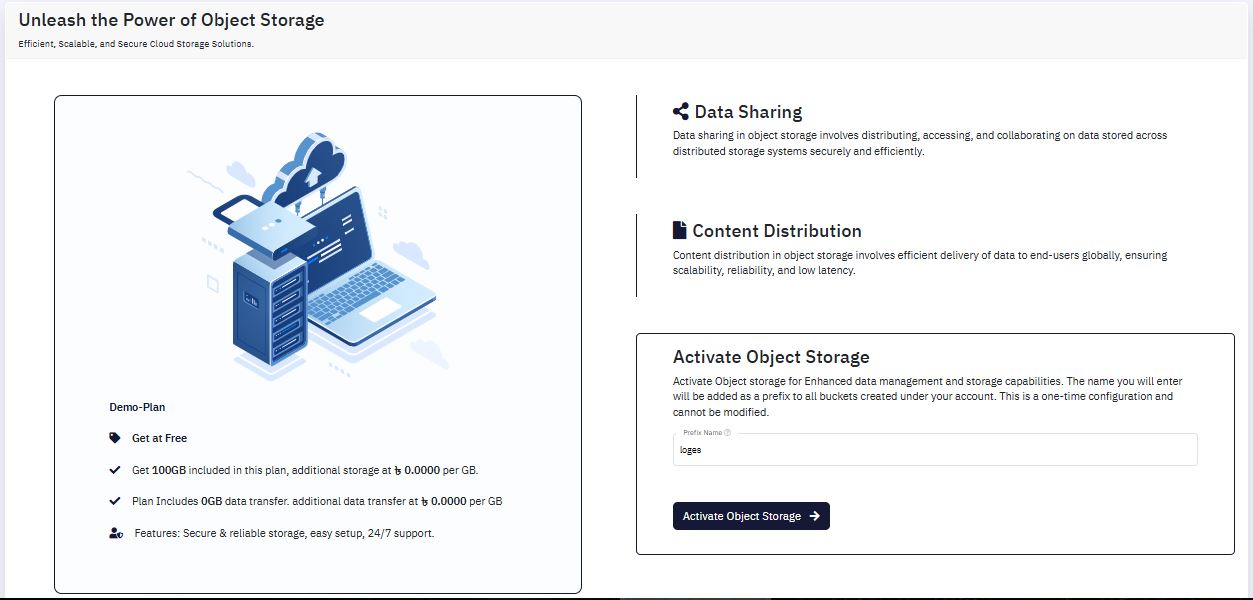 Unleash the Power of Object Storage
Efficient, Scalable, and Secure Cloud Storage Solutions.
Demo-Plan
Get at Free
Get 100GB included in this plan, additional storage at ৳ 0.0000 per GB.
Plan Includes 0GB data transfer. additional data transfer at ৳ 0.0000 per GB
Features: Secure & reliable storage, easy setup, 24/7 support.
Data Sharing
Data sharing in object storage involves distributing, accessing, and collaborating on data stored across
distributed storage systems securely and efficiently.
Content Distribution
Content distribution in object storage involves efficient delivery of data to end-users globally, ensuring
scalability, reliability, and low latency.
Activate Object Storage
Activate Object storage for Enhanced data management and storage capabilities. The name you will enter
will be added as a prefix to all buckets created under your account. This is a one-time configuration and
cannot be modified.
Prefix Name
loges
Activate Object Storage